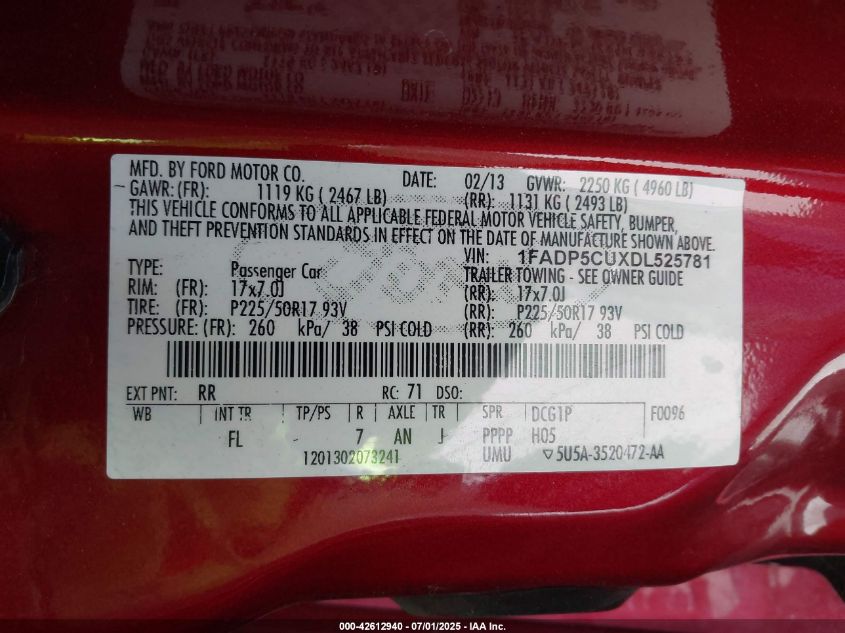 MFD. BY FORD MOTOR CO. DATE: 02/13 GVWR: 2250 KG ( 4960 LB)
GAWR: (FR): 1119 KG ( 2467 LB) (RR): 1131 KG ( 2493 LB)
THIS VEHICLE CONFORMS TO ALL APPLICABLE FEDERAL MOTOR VEHICLE SAFETY, BUMPER,
AND THEFT PREVENTION STANDARDS IN EFFECT ON THE DATE OF MANUFACTURE SHOWN ABOVE.
VIN: 1FADP5CUXDL525781
TYPE: Passenger Car TRAILER TOWING - SEE OWNER GUIDE
RIM: (FR): 17x7.0J (RR): 17x7.0J
TIRE: (FR): P225/50R17 93V (RR): P225/50R17 93V
PRESSURE: (FR): 260 kPa/ 38 PSI COLD (RR): 260 kPa/ 38 PSI COLD
EXT PNT: RR RC: 71 DSO:
WB INT TR TP/PS R AXLE TR SPR DCG1P F0096
FL - 7 AN J PPPP H05
1201302073241 UMU ▽5U5A-3520472-AA
000-42612940 - 07/01/2025 - IAA Inc.